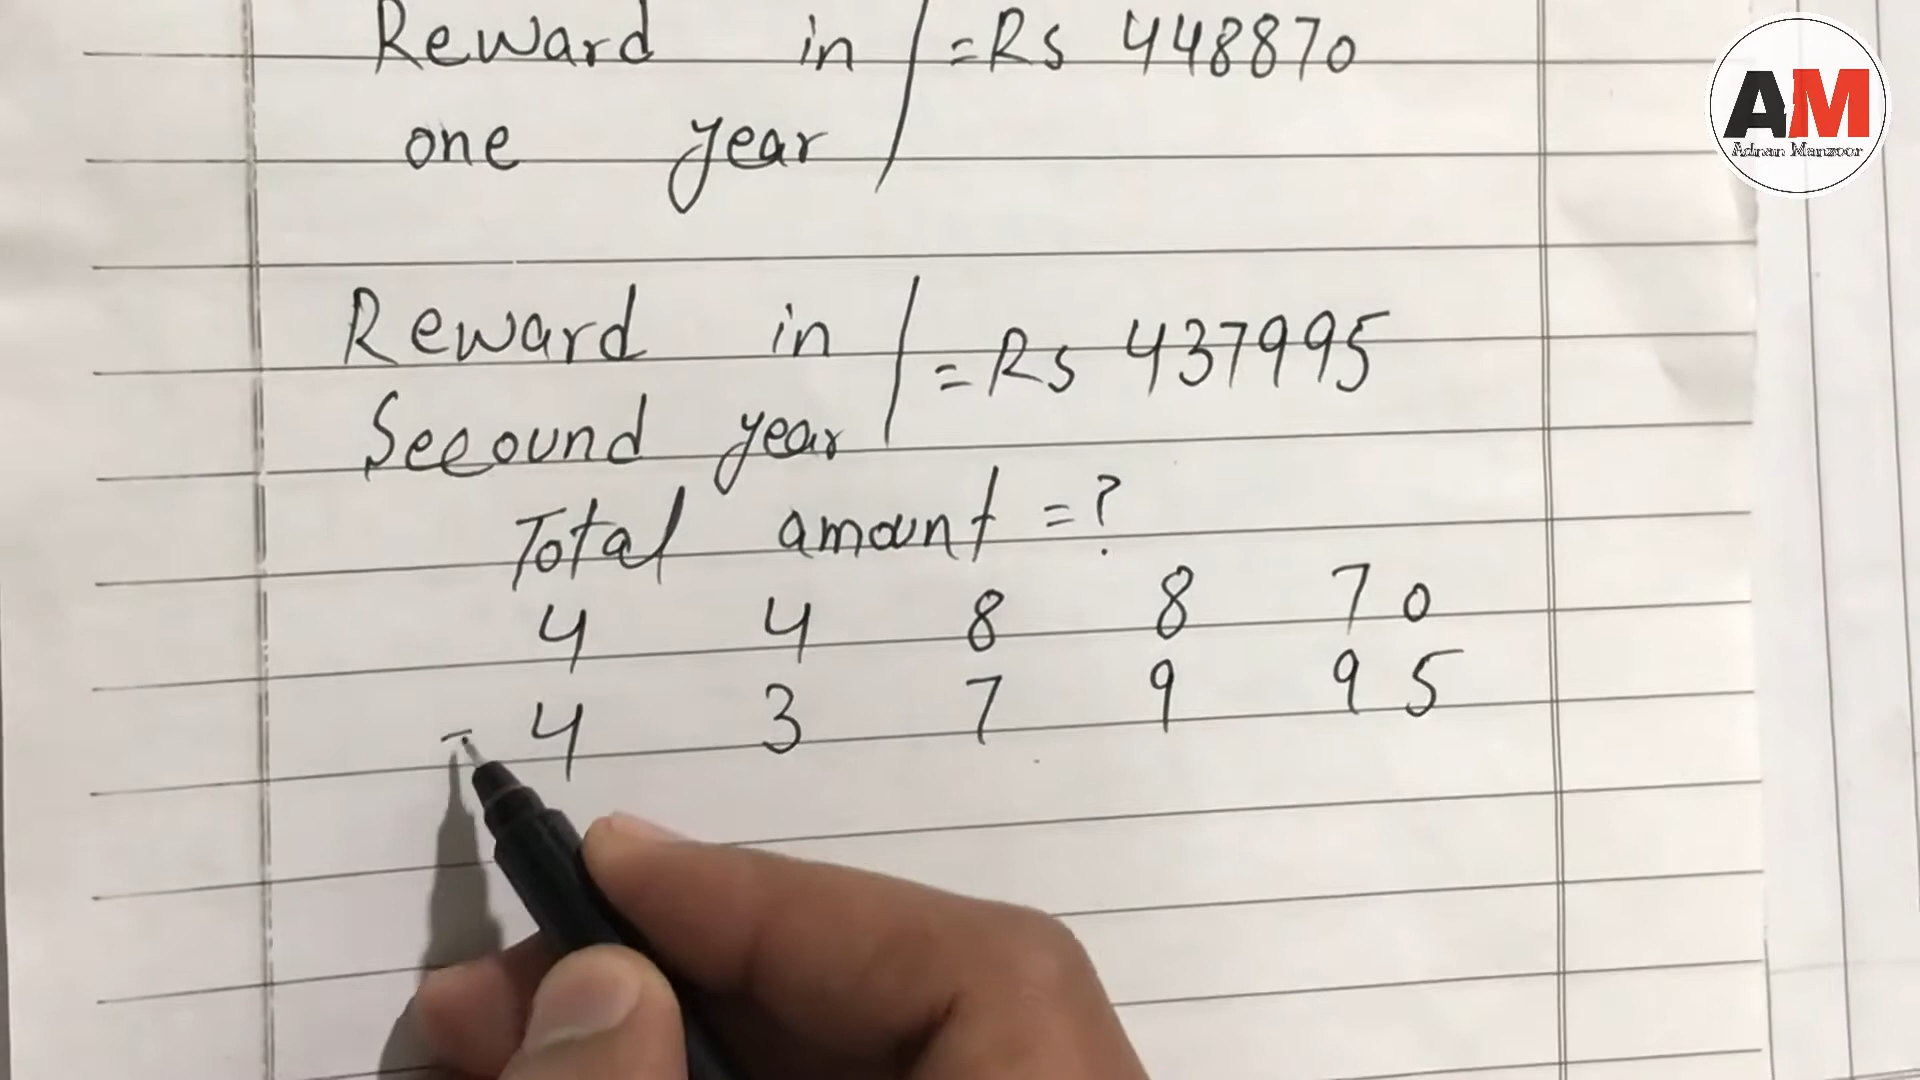 Reward in = Rs 448870
one year
Reward in = Rs 437995
Secound year
Total amount = ?
4 4 8 8 7 0
4 3 7 9 9 5
AM
Adnan Manzoor